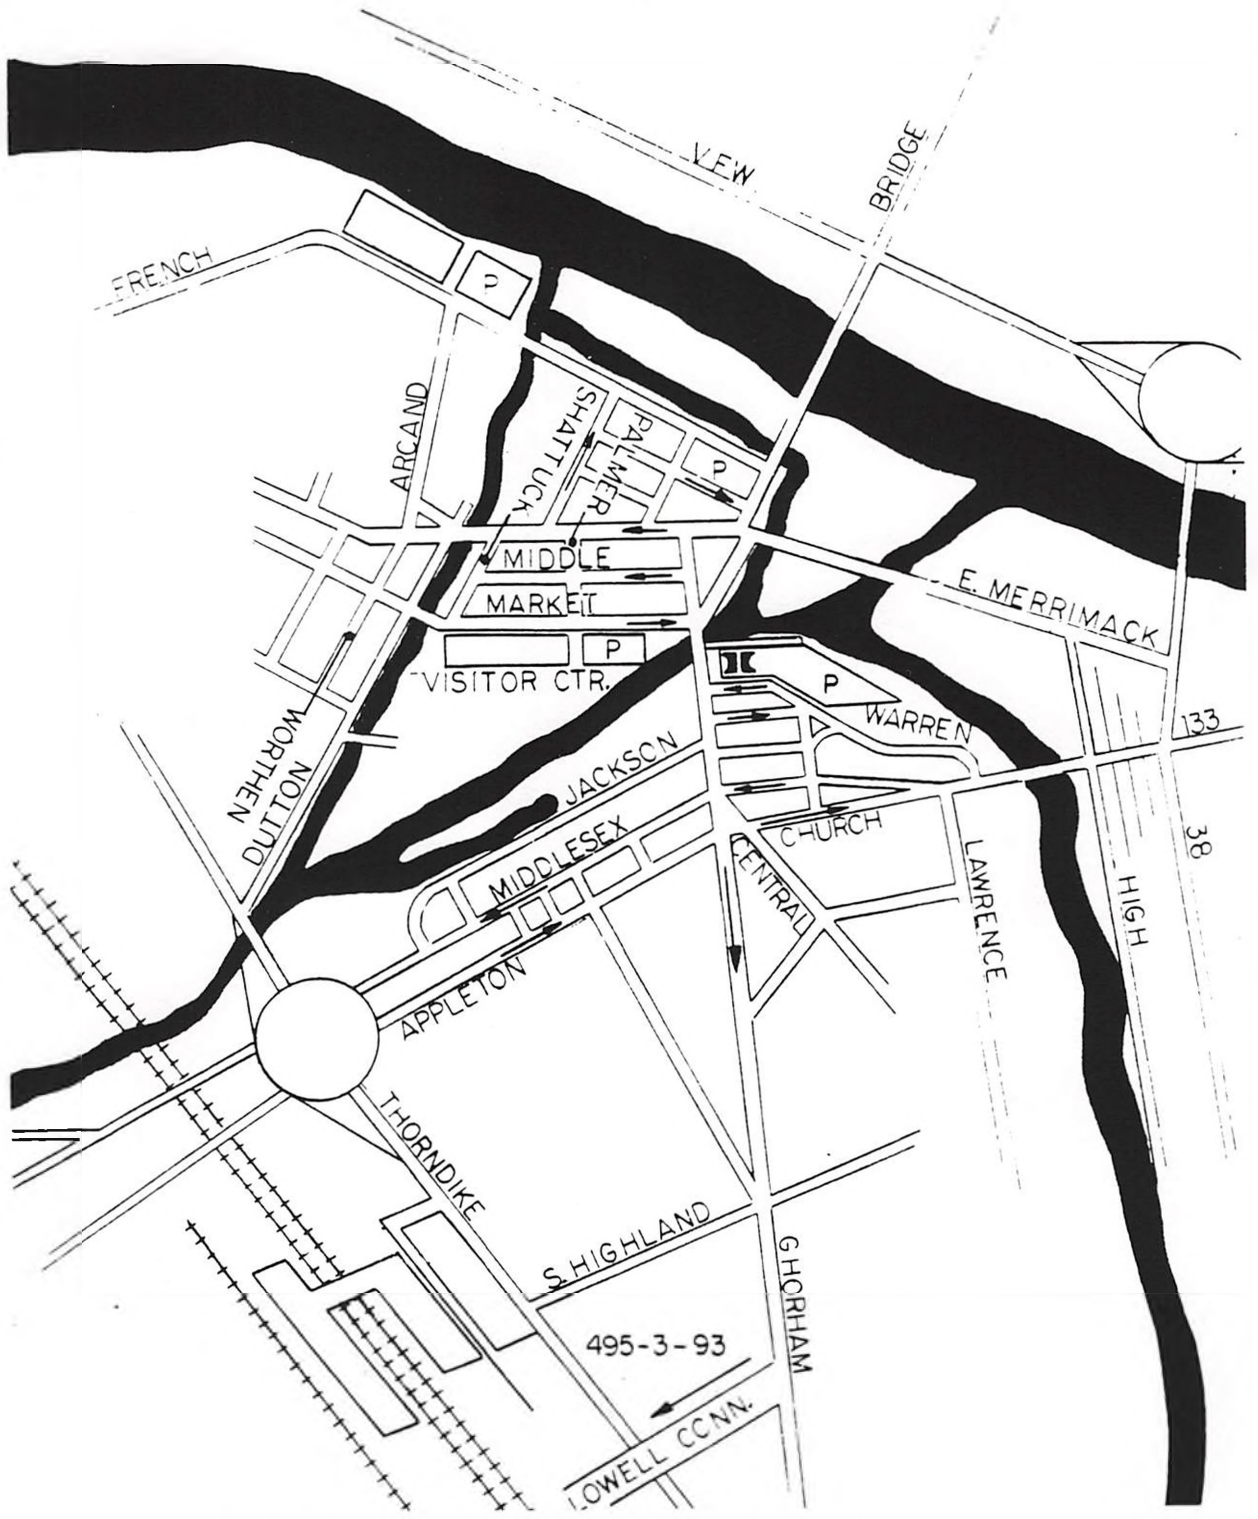 VFW
BRIDGE
FRENCH
P
ARCAND
SHATTUCK
PALMER
P
MIDDLE
MARKET
E. MERRIMACK
VISITOR CTR.
P
P
WARREN
133
WORTHEN
DUTTON
JACKSON
MIDDLESEX
CHURCH
CENTRAL
38
LAWRENCE
HIGH
APPLETON
THORNDIKE
S. HIGHLAND
GHORHAM
495-3-93
LOWELL CONN.